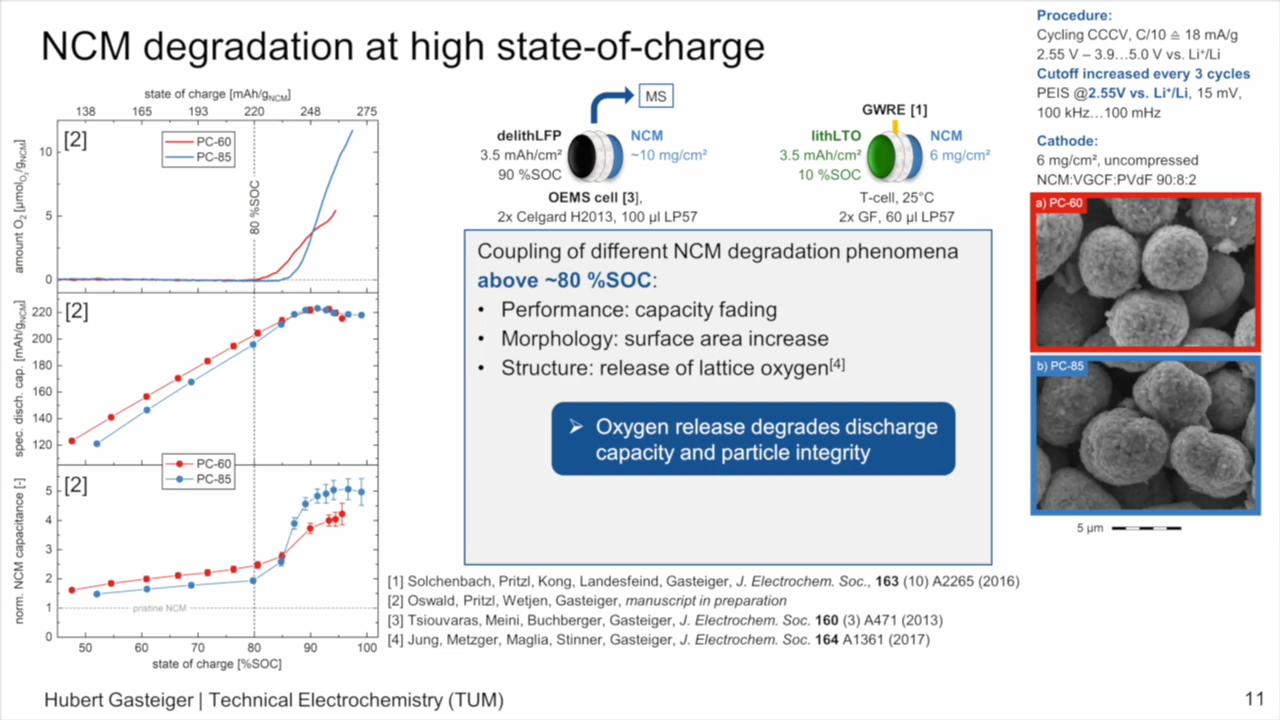 NCM degradation at high state-of-charge
Procedure:
Cycling CCCV, C/10 ≙ 18 mA/g
2.55 V – 3.9…5.0 V vs. Li⁺/Li
Cutoff increased every 3 cycles
PEIS @2.55V vs. Li⁺/Li, 15 mV,
100 kHz…100 mHz
Cathode:
6 mg/cm², uncompressed
NCM:VGCF:PVdF 90:8:2
a) PC-60
b) PC-85
5 µm
state of charge [mAh/gNCM]
138 165 193 220 248 275
[2]
PC-60
PC-85
80 %SOC
amount O₂ [µmolO₂/gNCM]
10
5
0
[2]
spec. disch. cap. [mAh/gNCM]
220
200
180
160
140
120
PC-60
PC-85
[2]
norm. NCM capacitance [-]
5
4
3
2
1
0
pristine NCM
50 60 70 80 90 100
state of charge [%SOC]
MS
delithLFP
3.5 mAh/cm²
90 %SOC
NCM
~10 mg/cm²
OEMS cell [3],
2x Celgard H2013, 100 µl LP57
GWRE [1]
lithLTO
3.5 mAh/cm²
10 %SOC
NCM
6 mg/cm²
T-cell, 25°C
2x GF, 60 µl LP57
Coupling of different NCM degradation phenomena
above ~80 %SOC:
• Performance: capacity fading
• Morphology: surface area increase
• Structure: release of lattice oxygen[4]
➢ Oxygen release degrades discharge
capacity and particle integrity
[1] Solchenbach, Pritzl, Kong, Landesfeind, Gasteiger, J. Electrochem. Soc., 163 (10) A2265 (2016)
[2] Oswald, Pritzl, Wetjen, Gasteiger, manuscript in preparation
[3] Tsiouvaras, Meini, Buchberger, Gasteiger, J. Electrochem. Soc. 160 (3) A471 (2013)
[4] Jung, Metzger, Maglia, Stinner, Gasteiger, J. Electrochem. Soc. 164 A1361 (2017)
Hubert Gasteiger | Technical Electrochemistry (TUM)
11